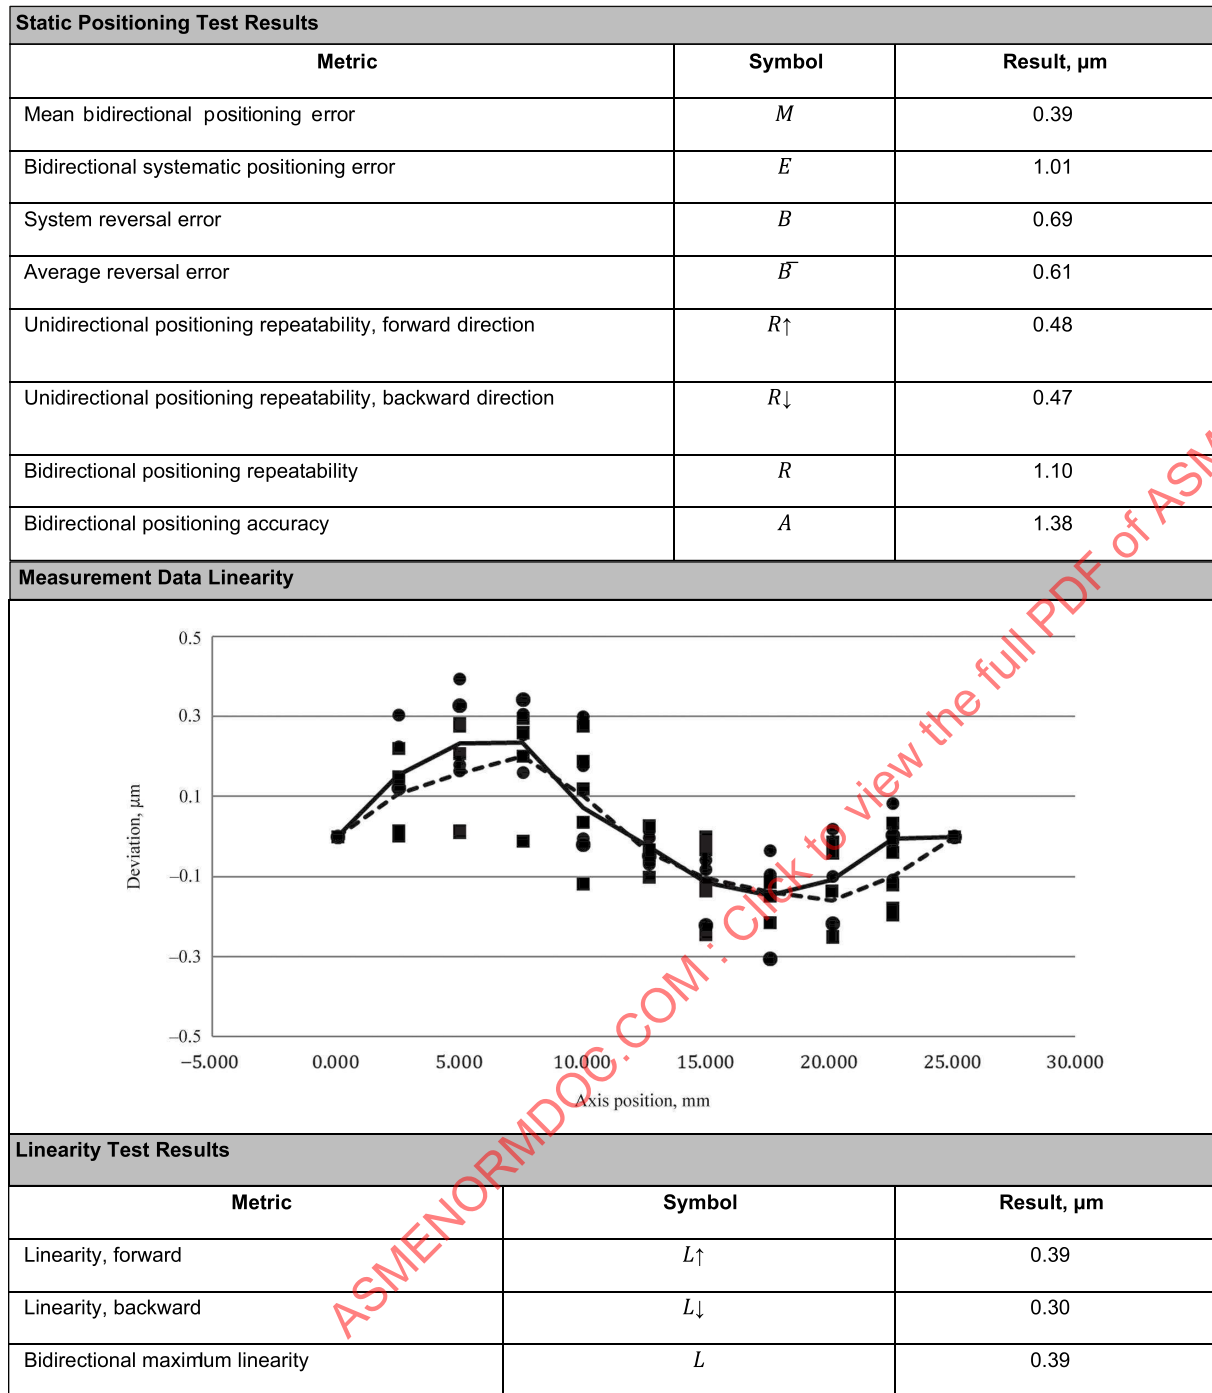 Static Positioning Test Results
Metric Symbol Result, µm
Mean bidirectional positioning error M 0.39
Bidirectional systematic positioning error E 1.01
System reversal error B 0.69
Average reversal error B̅ 0.61
Unidirectional positioning repeatability, forward direction R↑ 0.48
Unidirectional positioning repeatability, backward direction R↓ 0.47
Bidirectional positioning repeatability R 1.10
Bidirectional positioning accuracy A 1.38
Measurement Data Linearity
0.5
0.3
0.1
–0.1
–0.3
–0.5
Deviation, µm
–5.000 0.000 5.000 10.000 15.000 20.000 25.000 30.000
Axis position, mm
Linearity Test Results
Metric Symbol Result, µm
Linearity, forward L↑ 0.39
Linearity, backward L↓ 0.30
Bidirectional maximum linearity L 0.39
ASMENORMDOC.COM : Click to view the full PDF of ASM